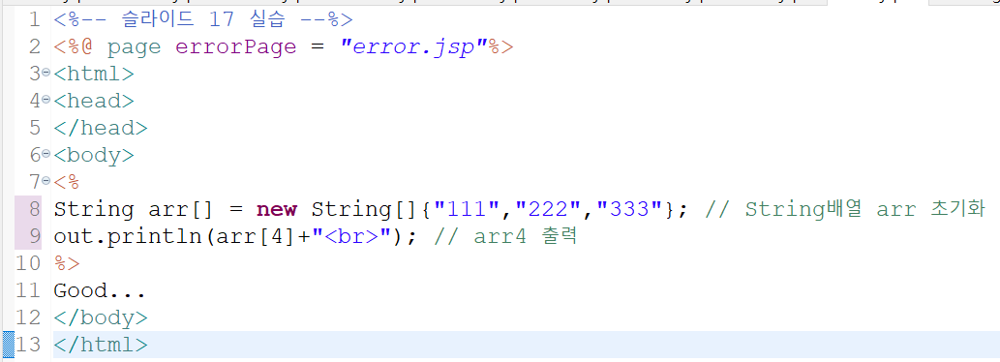 1 <%-- 슬라이드 17 실습 --%>
2 <%@ page errorPage = "error.jsp"%>
3 <html>
4 <head>
5 </head>
6 <body>
7 <%
8 String arr[] = new String[]{"111","222","333"}; // String배열 arr 초기화
9 out.println(arr[4]+"<br>"); // arr4 출력
10 %>
11 Good...
12 </body>
13 </html>